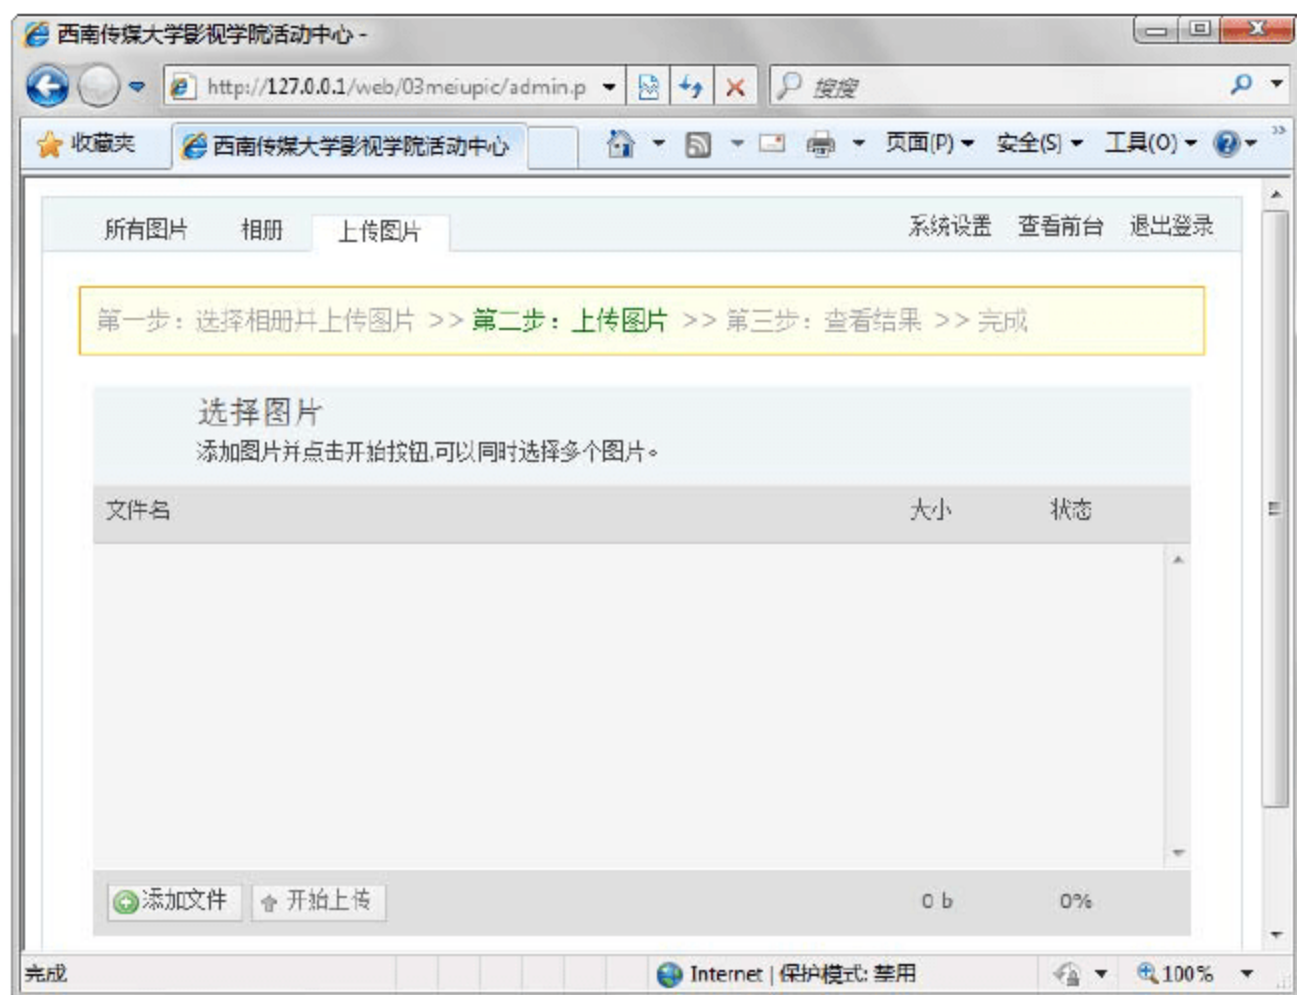 西南传媒大学影视学院活动中心 -
http://127.0.0.1/web/03meiupic/admin.p 搜搜
收藏夹 西南传媒大学影视学院活动中心 页面(P) 安全(S) 工具(O)
所有图片 相册 上传图片 系统设置 查看前台 退出登录
第一步：选择相册并上传图片 >> 第二步：上传图片 >> 第三步：查看结果 >> 完成
选择图片
添加图片并点击开始按钮,可以同时选择多个图片。
文件名 大小 状态
添加文件 开始上传 0 b 0%
完成 Internet | 保护模式: 禁用 100%